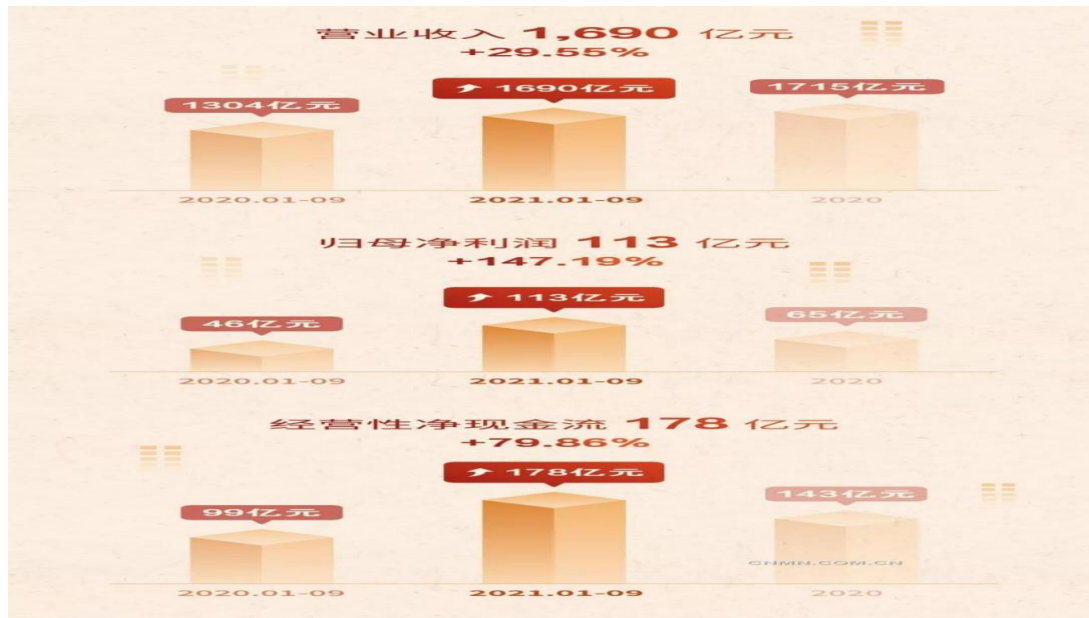 营业收入 1,690 亿元
+29.55%
1304亿元 1690亿元 1715亿元
2020.01-09 2021.01-09 2020
归母净利润 113 亿元
+147.19%
46亿元 113亿元 65亿元
2020.01-09 2021.01-09 2020
经营性净现金流 178 亿元
+79.86%
99亿元 178亿元 143亿元
CNMN.COM.CN
2020.01-09 2021.01-09 2020